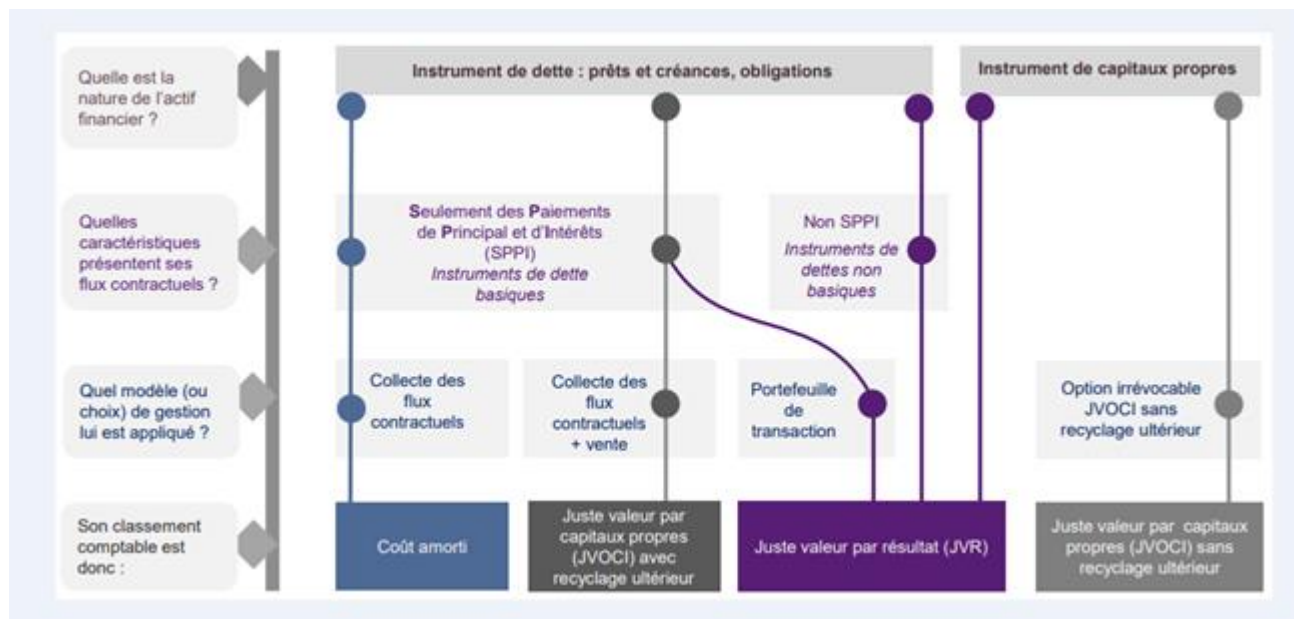 Quelle est la
nature de l'actif
financier ?
Instrument de dette : prêts et créances, obligations
Instrument de capitaux propres
Quelles
caractéristiques
présentent ses
flux contractuels ?
Seulement des Paiements
de Principal et d'Intérêts
(SPPI)
Instruments de dette
basiques
Non SPPI
Instruments de
dettes non
basiques
Quel modèle (ou
choix) de gestion
lui est appliqué ?
Collecte des
flux
contractuels
Collecte des
flux
contractuels
+ vente
Portefeuille
de
transaction
Option irrévocable
JVOCI sans
recyclage ultérieur
Son classement
comptable est
donc :
Coût amorti
Juste valeur par
capitaux propres
(JVOCI) avec
recyclage ultérieur
Juste valeur par résultat (JVR)
Juste valeur par capitaux
propres (JVOCI) sans
recyclage ultérieur